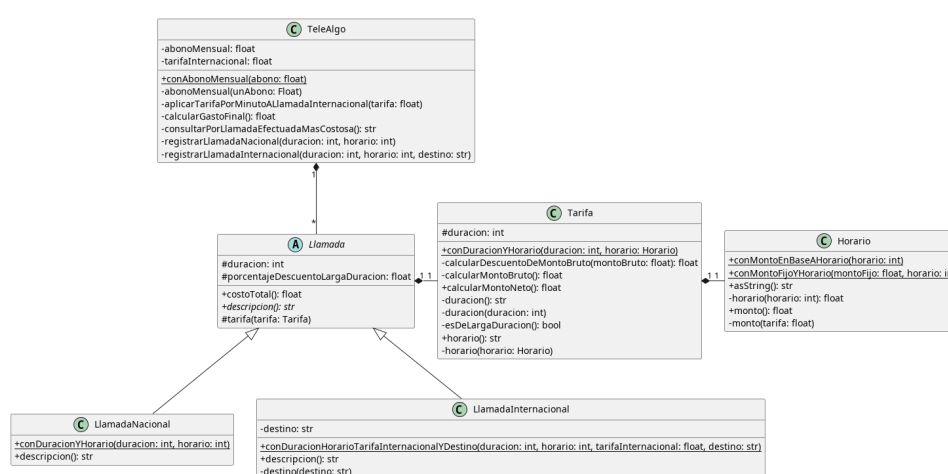 C TeleAlgo
-abonoMensual: float
-tarifaInternacional: float
+conAbonoMensual(abono: float)
-abonoMensual(unAbono: Float)
-aplicarTarifaPorMinutoALlamadaInternacional(tarifa: float)
-calcularGastoFinal(): float
-consultarPorLlamadaEfectuadaMasCostosa(): str
-registrarLlamadaNacional(duracion: int, horario: int)
-registrarLlamadaInternacional(duracion: int, horario: int, destino: str)
1
*
A Llamada
#duracion: int
#porcentajeDescuentoLargaDuracion: float
+costoTotal(): float
+descripcion(): str
#tarifa(tarifa: Tarifa)
1 1
C Tarifa
#duracion: int
+conDuracionYHorario(duracion: int, horario: Horario)
-calcularDescuentoDeMontoBruto(montoBruto: float): float
-calcularMontoBruto(): float
+calcularMontoNeto(): float
-duracion(): str
-duracion(duracion: int)
-esDeLargaDuracion(): bool
+horario(): str
-horario(horario: Horario)
1 1
C Horario
+conMontoEnBaseAHorario(horario: int)
+conMontoFijoYHorario(montoFijo: float, horario:
+asString(): str
-horario(horario: int): float
+monto(): float
-monto(tarifa: float)
C LlamadaNacional
+conDuracionYHorario(duracion: int, horario: int)
+descripcion(): str
C LlamadaInternacional
-destino: str
+conDuracionHorarioTarifaInternacionalYDestino(duracion: int, horario: int, tarifaInternacional: float, destino: str)
+descripcion(): str
-destino(destino: str)